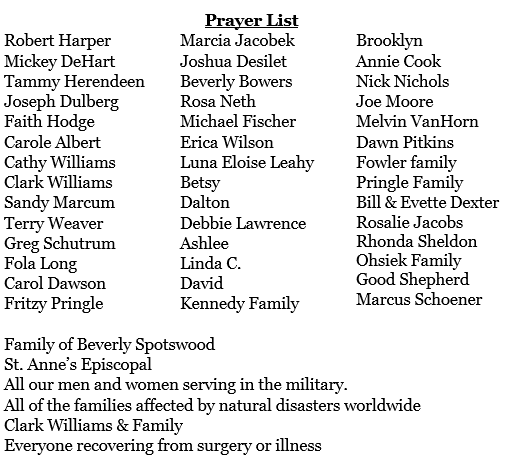 Prayer List
Robert Harper
Mickey DeHart
Tammy Herendeen
Joseph Dulberg
Faith Hodge
Carole Albert
Cathy Williams
Clark Williams
Sandy Marcum
Terry Weaver
Greg Schutrum
Fola Long
Carol Dawson
Fritzy Pringle
Marcia Jacobek
Joshua Desilet
Beverly Bowers
Rosa Neth
Michael Fischer
Erica Wilson
Luna Eloise Leahy
Betsy
Dalton
Debbie Lawrence
Ashlee
Linda C.
David
Kennedy Family
Brooklyn
Annie Cook
Nick Nichols
Joe Moore
Melvin VanHorn
Dawn Pitkins
Fowler family
Pringle Family
Bill & Evette Dexter
Rosalie Jacobs
Rhonda Sheldon
Ohsiek Family
Good Shepherd
Marcus Schoener
Family of Beverly Spotswood
St. Anne’s Episcopal
All our men and women serving in the military.
All of the families affected by natural disasters worldwide
Clark Williams & Family
Everyone recovering from surgery or illness